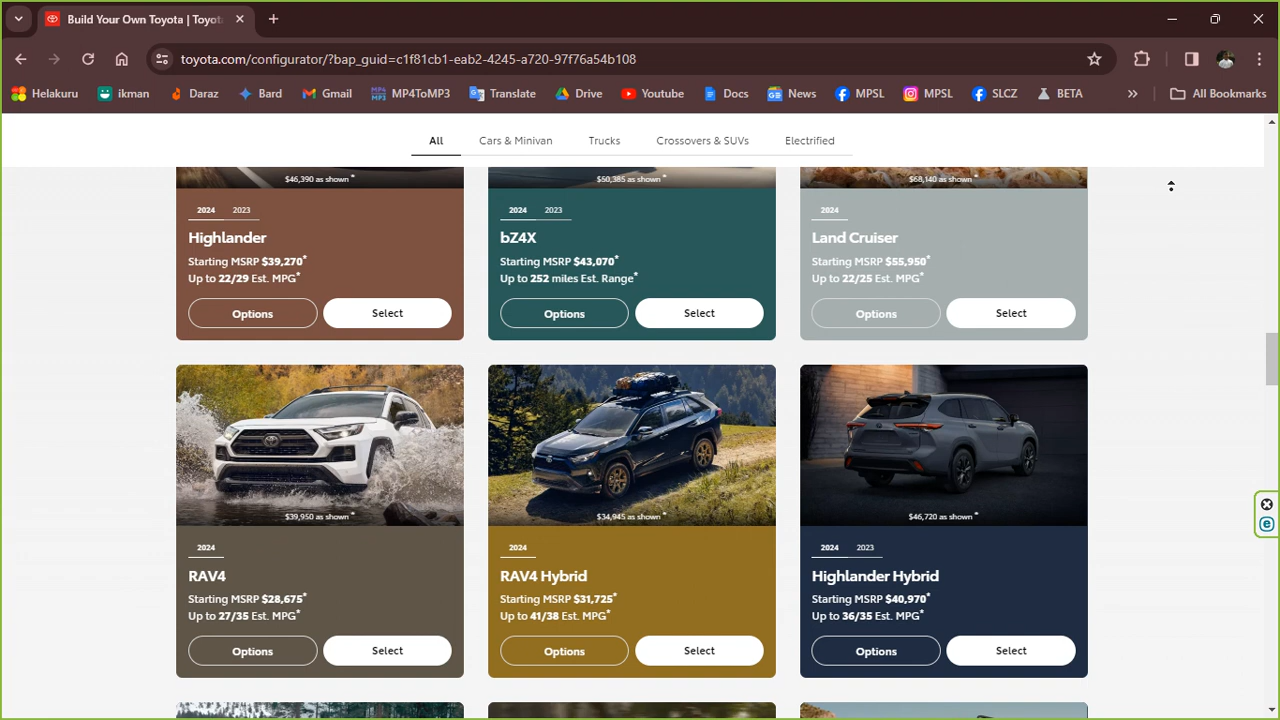 Build Your Own Toyota | Toyot
toyota.com/configurator/?bap_guid=c1f81cb1-eab2-4245-a720-97f76a54b108
Helakuru
ikman
Daraz
Bard
Gmail
MP4ToMP3
Translate
Drive
Youtube
Docs
News
MPSL
MPSL
SLCZ
BETA
»
All Bookmarks
All
Cars & Minivan
Trucks
Crossovers & SUVs
Electrified
$46,390 as shown*
$60,385 as shown*
$68,140 as shown*
2024 2023
Highlander
Starting MSRP $39,270*
Up to 22/29 Est. MPG*
Options
Select
2024 2023
bZ4X
Starting MSRP $43,070*
Up to 252 miles Est. Range*
Options
Select
2024
Land Cruiser
Starting MSRP $55,950*
Up to 22/25 Est. MPG*
Options
Select
$39,950 as shown*
2024
RAV4
Starting MSRP $28,675*
Up to 27/35 Est. MPG*
Options
Select
$34,945 as shown*
2024
RAV4 Hybrid
Starting MSRP $31,725*
Up to 41/38 Est. MPG*
Options
Select
$46,720 as shown*
2024 2023
Highlander Hybrid
Starting MSRP $40,970*
Up to 36/35 Est. MPG*
Options
Select